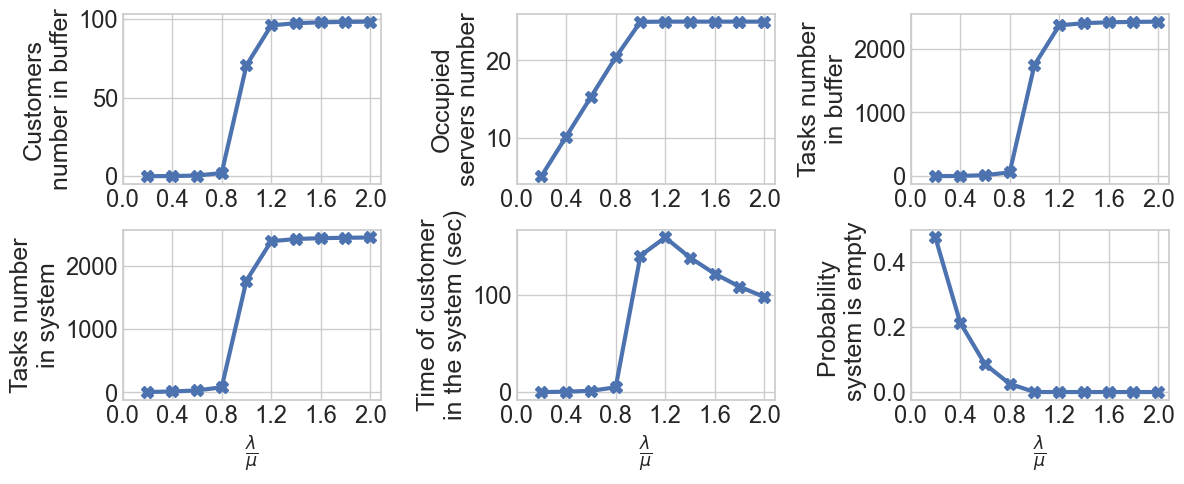 Customers
number in buffer
100
50
0
0.0 0.4 0.8 1.2 1.6 2.0
Occupied
servers number
20
10
0.0 0.4 0.8 1.2 1.6 2.0
Tasks number
in buffer
2000
1000
0
0.0 0.4 0.8 1.2 1.6 2.0
Tasks number
in system
2000
1000
0
0.0 0.4 0.8 1.2 1.6 2.0
λ
μ
Time of customer
in the system (sec)
100
0
0.0 0.4 0.8 1.2 1.6 2.0
λ
μ
Probability
system is empty
0.4
0.2
0.0
0.0 0.4 0.8 1.2 1.6 2.0
λ
μ